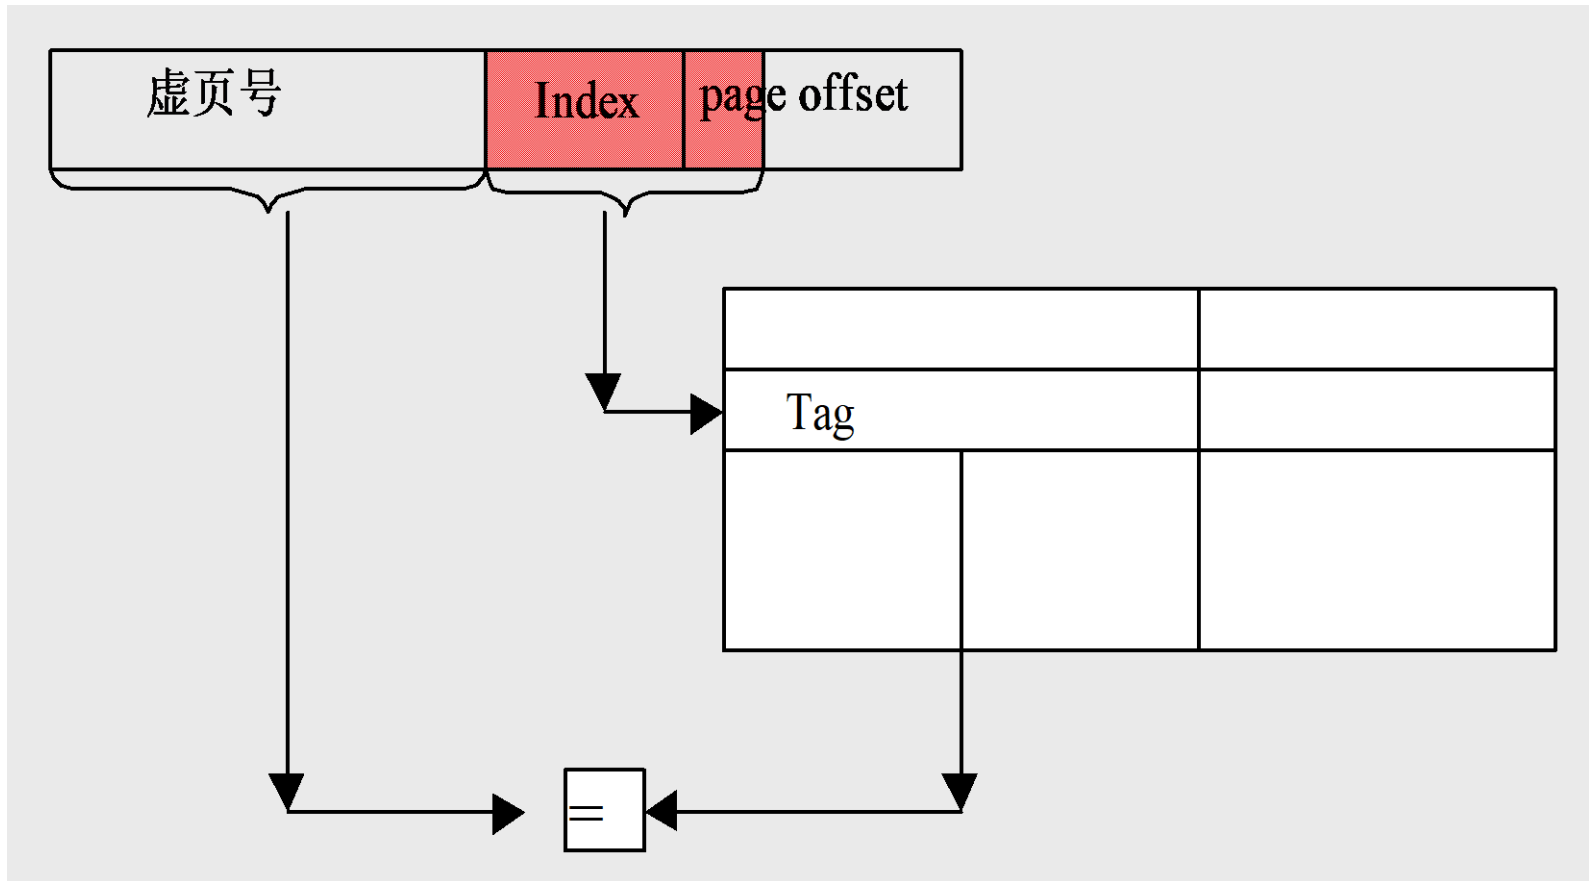 虚页号 Index page offset
Tag
=